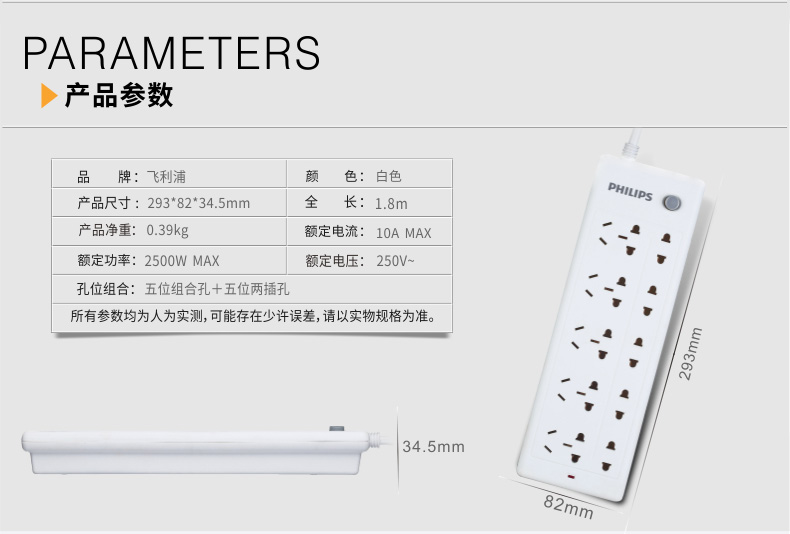 PARAMETERS
产品参数
品 牌：飞利浦
颜 色：白色
产品尺寸：293*82*34.5mm
全 长：1.8m
产品净重：0.39kg
额定电流：10A MAX
额定功率：2500W MAX
额定电压：250V~
孔位组合：五位组合孔＋五位两插孔
所有参数均为人为实测，可能存在少许误差，请以实物规格为准。
PHILIPS
293mm
34.5mm
82mm